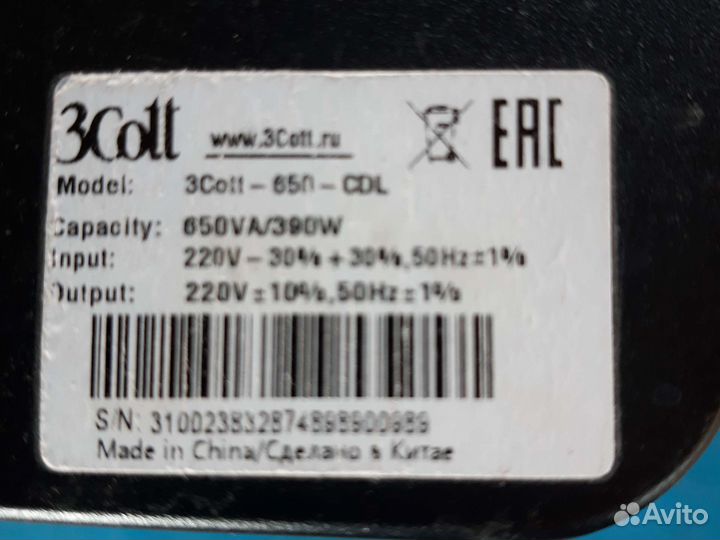 3Cott www.3Cott.ru EAC
Model: 3Cott-650-CDL
Capacity: 650VA/390W
Input: 220V-30%+30%,50Hz±1%
Output: 220V±10%,50Hz±1%
S/N: 310023832874898900989
Made in China/Сделано в Китае
Avito